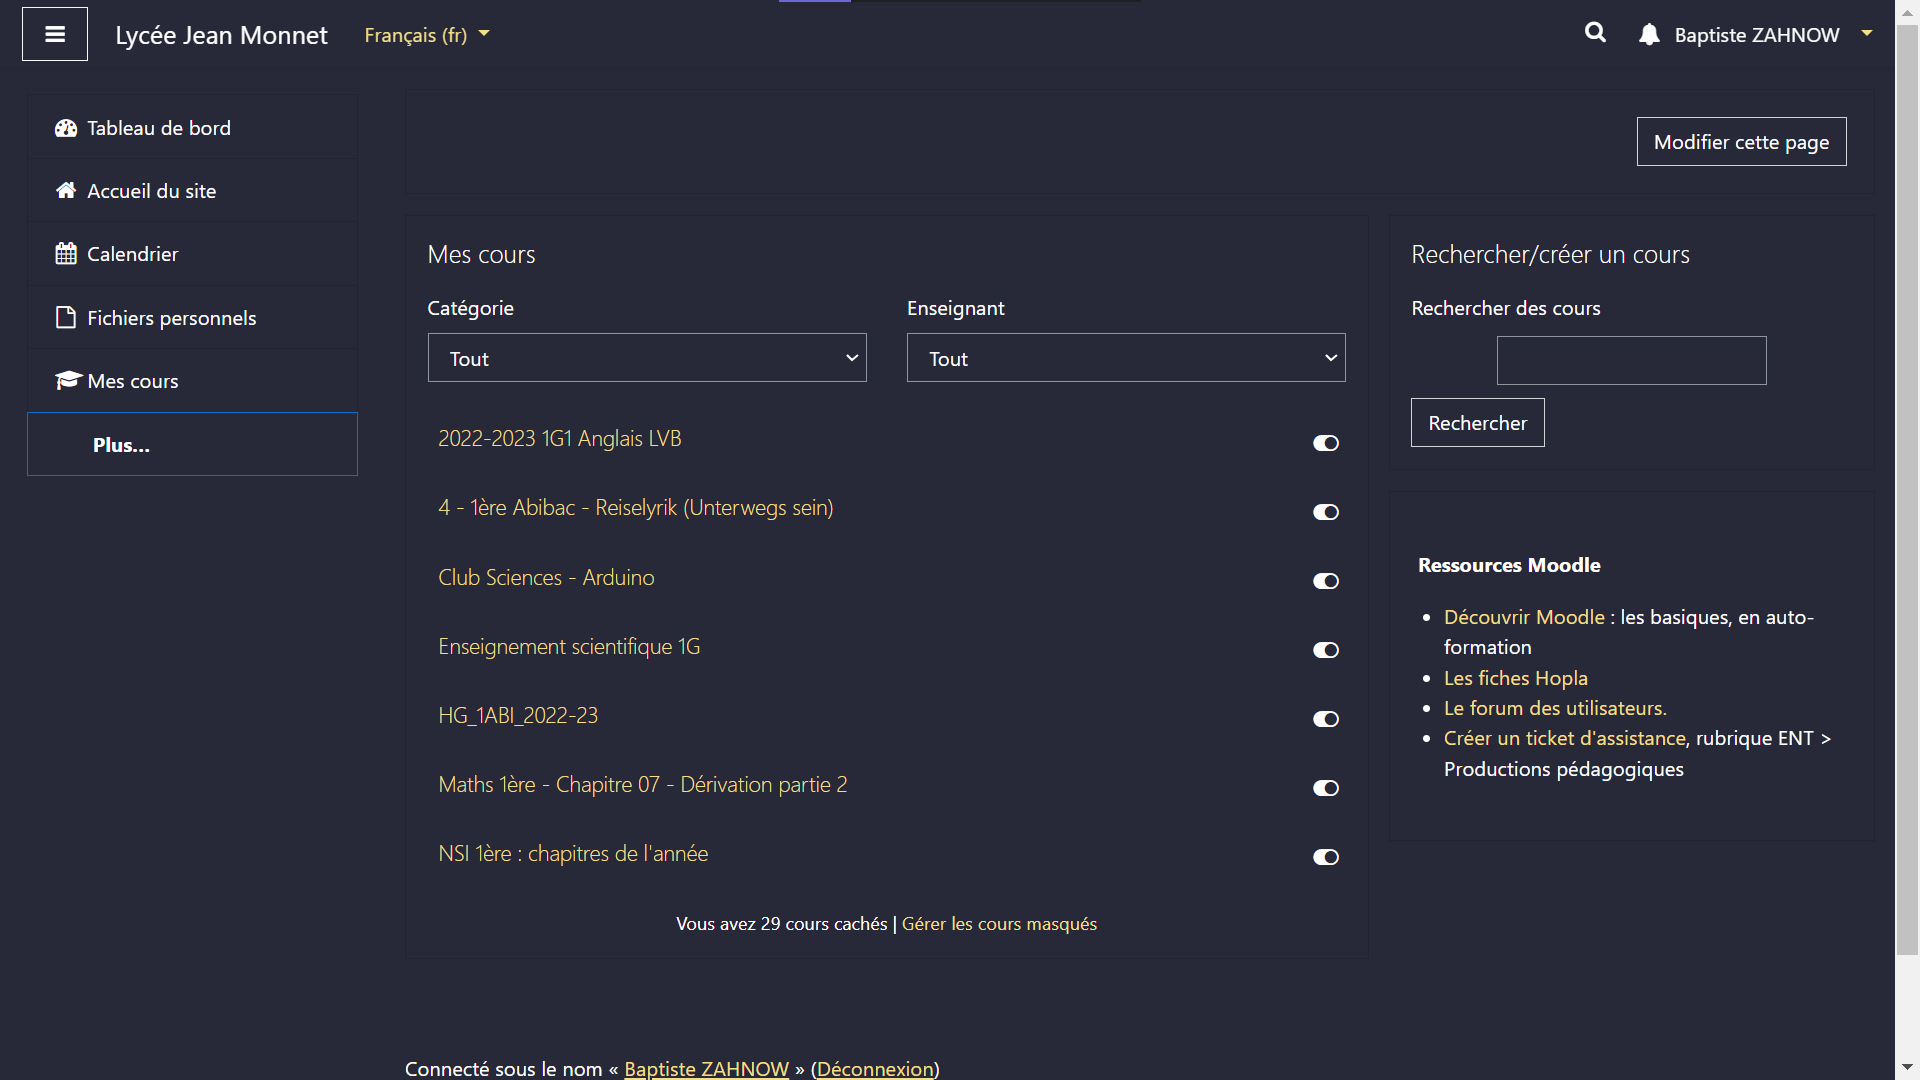 Lycée Jean Monnet
Français (fr)
Baptiste ZAHNOW
Tableau de bord
Accueil du site
Calendrier
Fichiers personnels
Mes cours
Plus...
Modifier cette page
Mes cours
Catégorie
Enseignant
Tout
Tout
2022-2023 1G1 Anglais LVB
4 - 1ère Abibac - Reiselyrik (Unterwegs sein)
Club Sciences - Arduino
Enseignement scientifique 1G
HG_1ABI_2022-23
Maths 1ère - Chapitre 07 - Dérivation partie 2
NSI 1ère : chapitres de l'année
Vous avez 29 cours cachés | Gérer les cours masqués
Rechercher/créer un cours
Rechercher des cours
Rechercher
Ressources Moodle
Découvrir Moodle : les basiques, en auto-
formation
Les fiches Hopla
Le forum des utilisateurs.
Créer un ticket d'assistance, rubrique ENT >
Productions pédagogiques
Connecté sous le nom « Baptiste ZAHNOW » (Déconnexion)